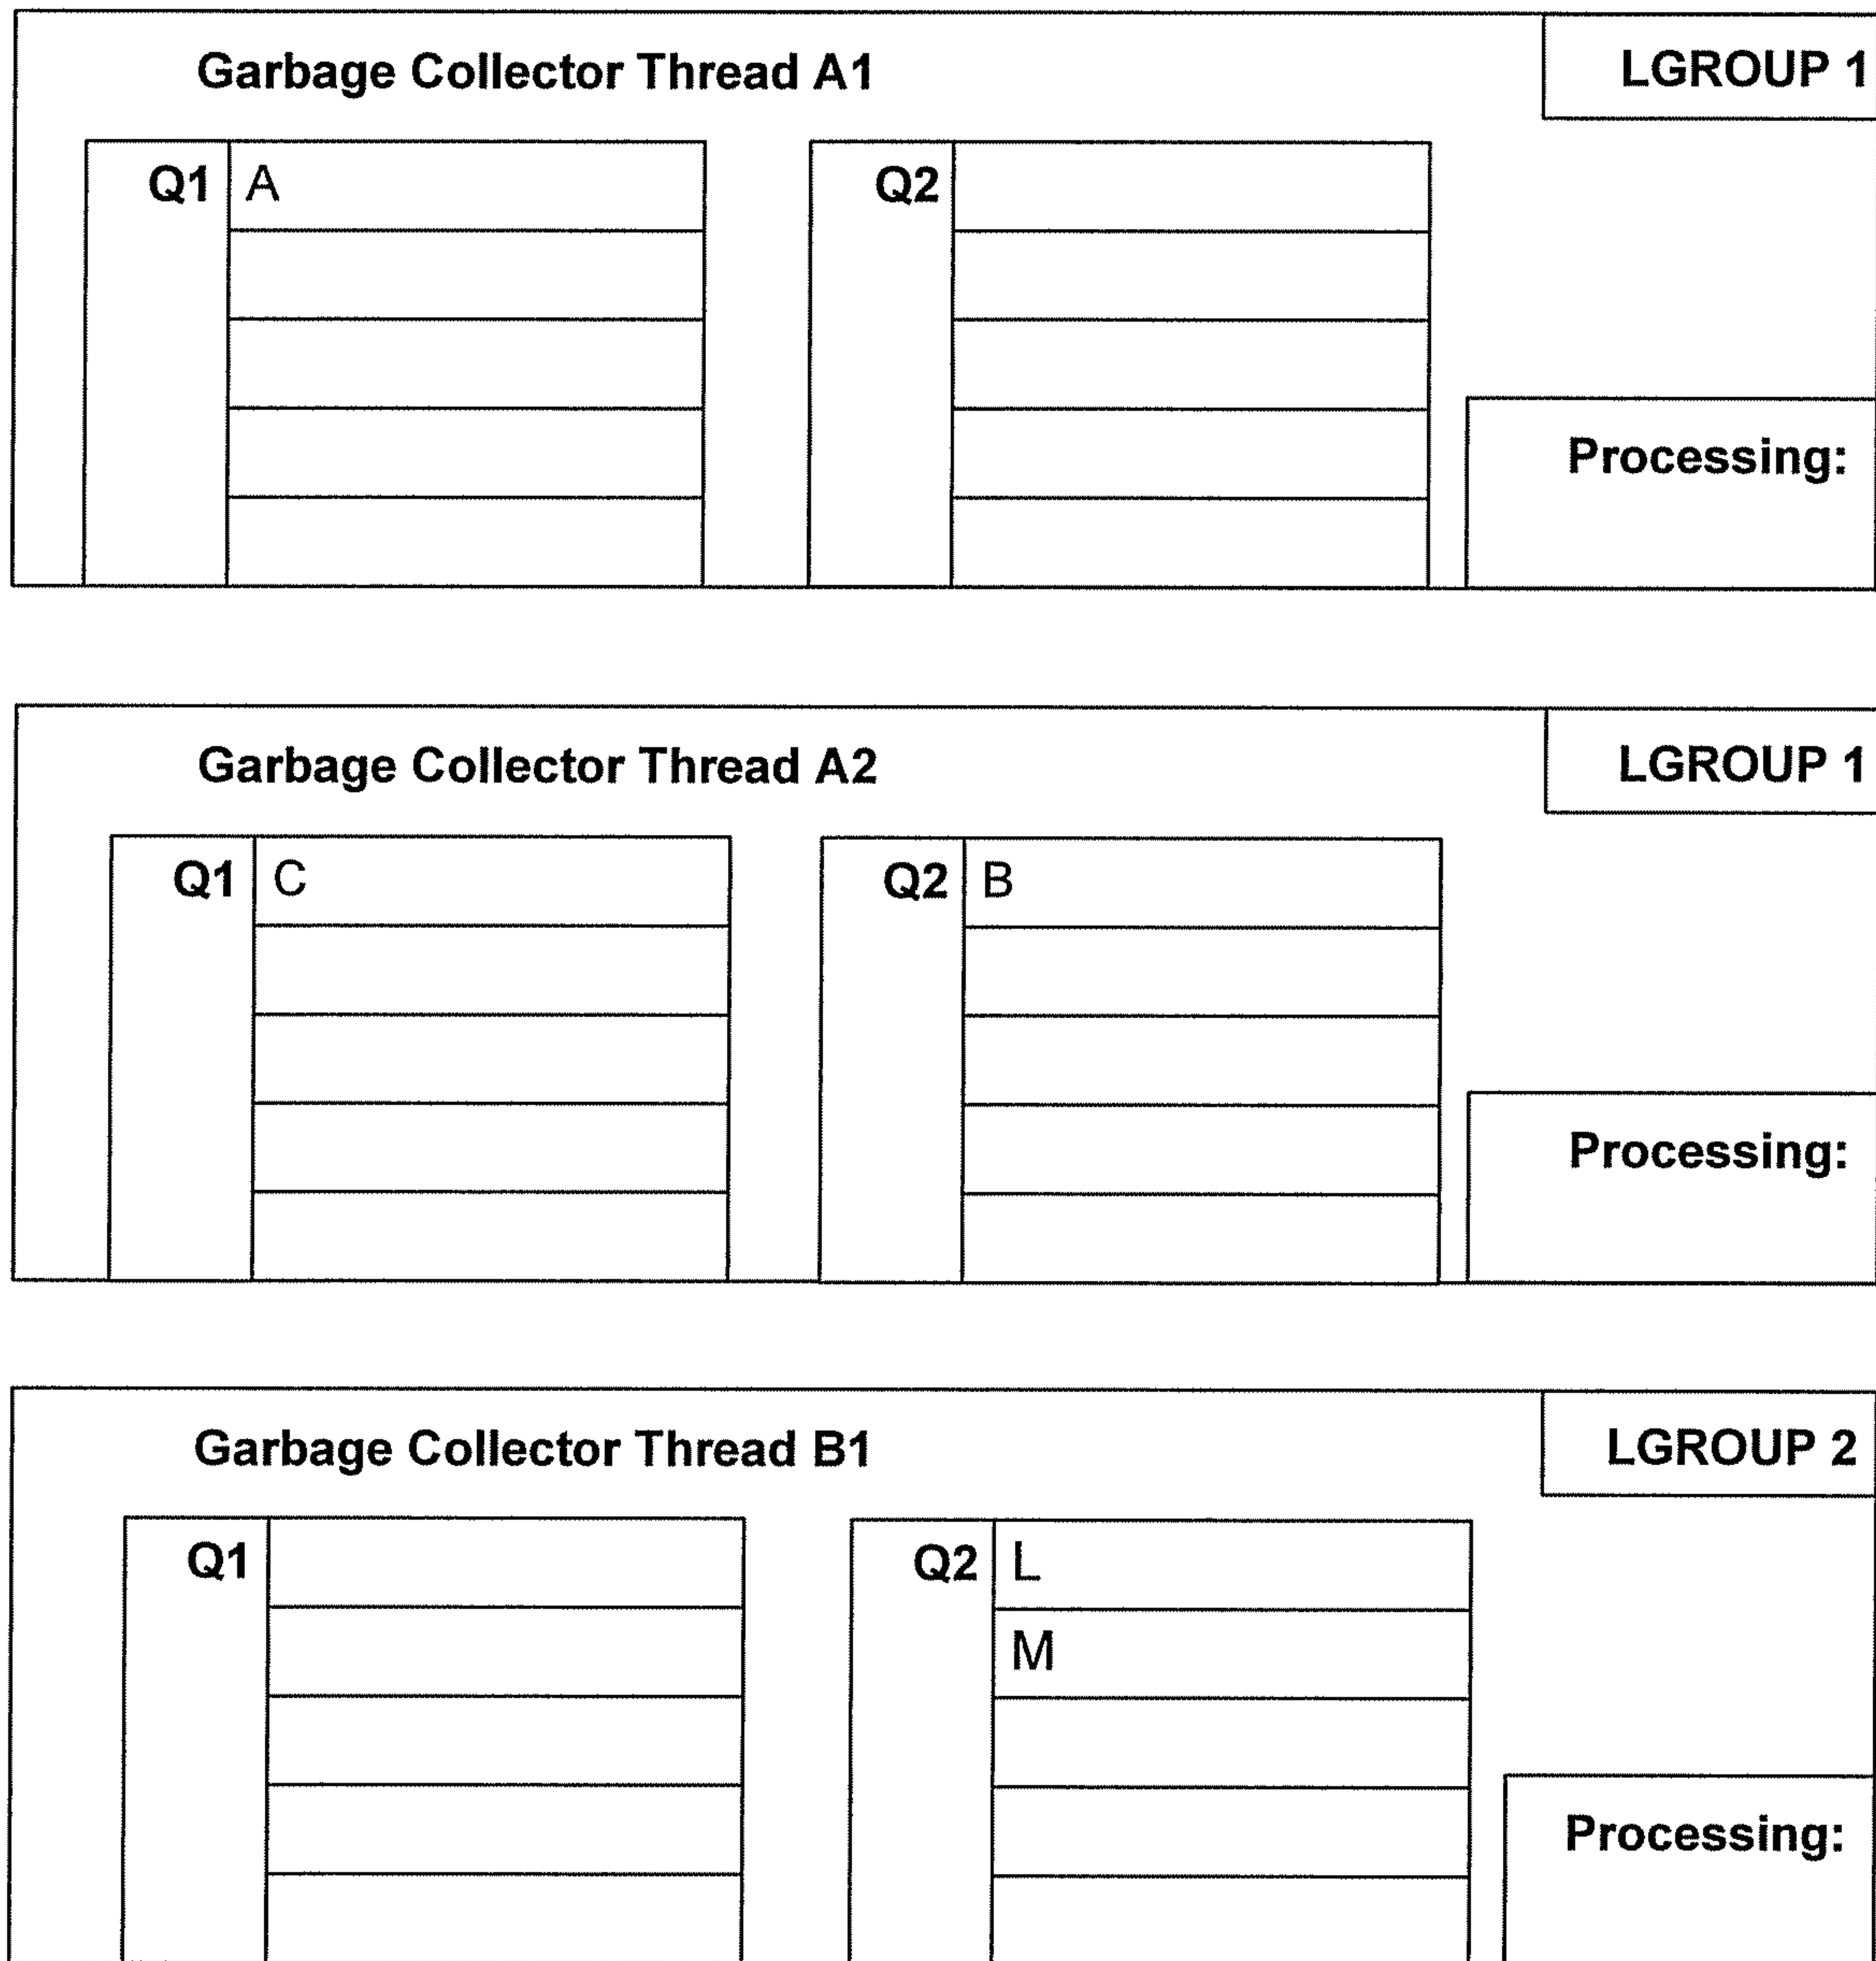 Garbage Collector Thread A1
LGROUP 1
Q1 A
Q2
Processing:
Garbage Collector Thread A2
LGROUP 1
Q1 C
Q2 B
Processing:
Garbage Collector Thread B1
LGROUP 2
Q1
Q2 L
M
Processing: